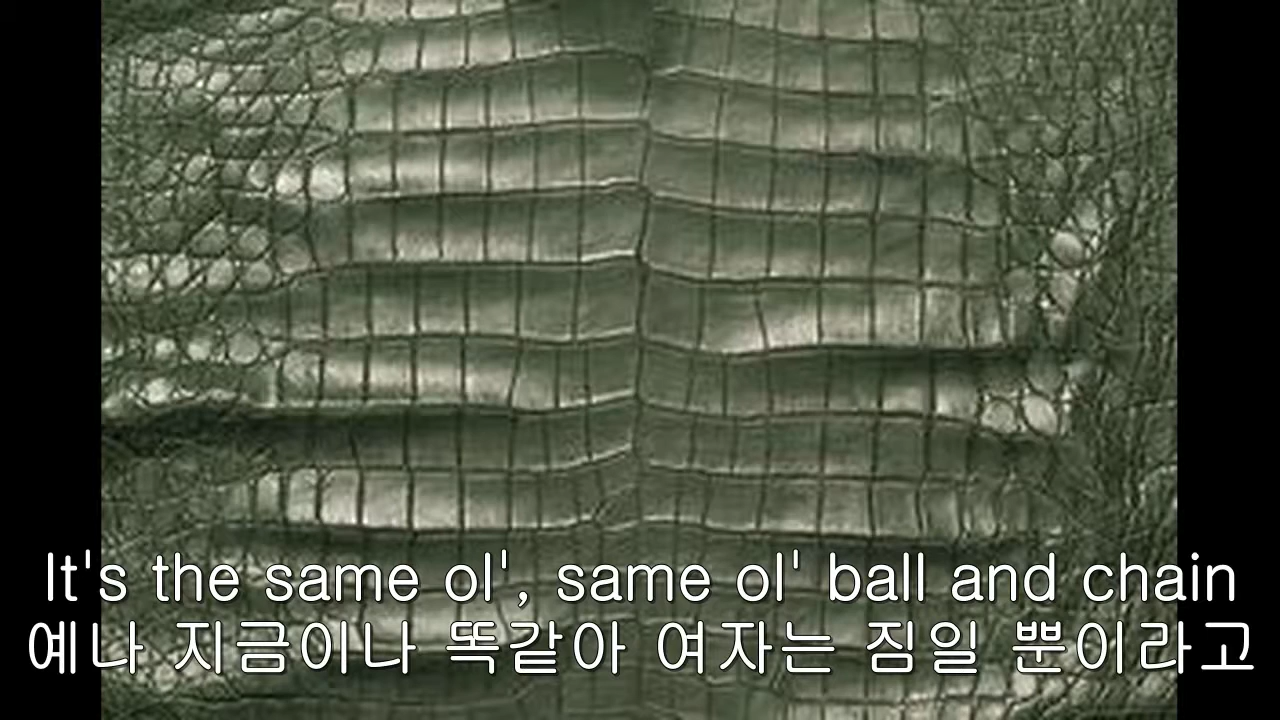 It's the same ol', same ol' ball and chain
예나 지금이나 똑같아 여자는 짐일 뿐이라고